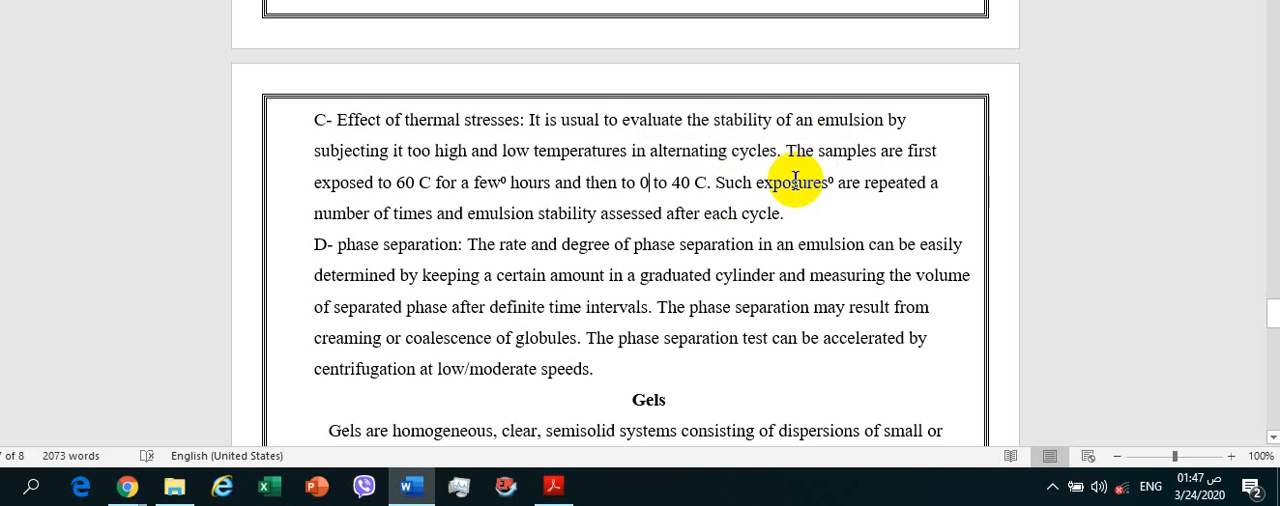 C- Effect of thermal stresses: It is usual to evaluate the stability of an emulsion by
subjecting it too high and low temperatures in alternating cycles. The samples are first
exposed to 60 C for a few⁰ hours and then to 0 to 40 C. Such exposures⁰ are repeated a
number of times and emulsion stability assessed after each cycle.
D- phase separation: The rate and degree of phase separation in an emulsion can be easily
determined by keeping a certain amount in a graduated cylinder and measuring the volume
of separated phase after definite time intervals. The phase separation may result from
creaming or coalescence of globules. The phase separation test can be accelerated by
centrifugation at low/moderate speeds.
Gels
Gels are homogeneous, clear, semisolid systems consisting of dispersions of small or
of 8 2073 words English (United States) 100%
ENG 01:47 ص
3/24/2020 2